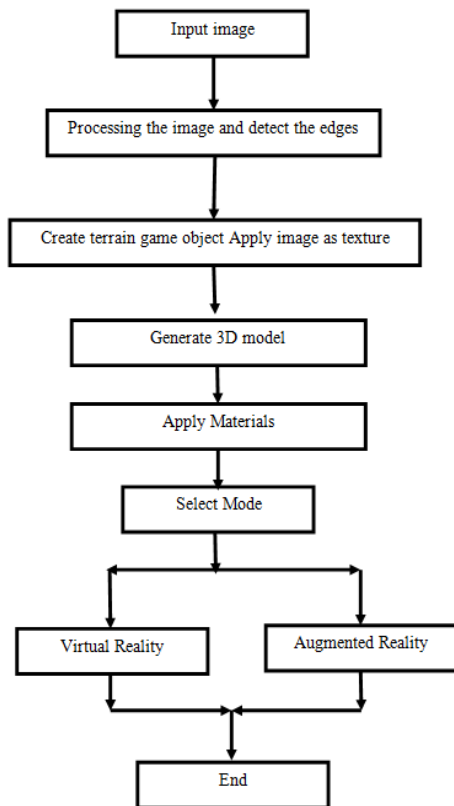 Input image
Processing the image and detect the edges
Create terrain game object Apply image as texture
Generate 3D model
Apply Materials
Select Mode
Virtual Reality
Augmented Reality
End